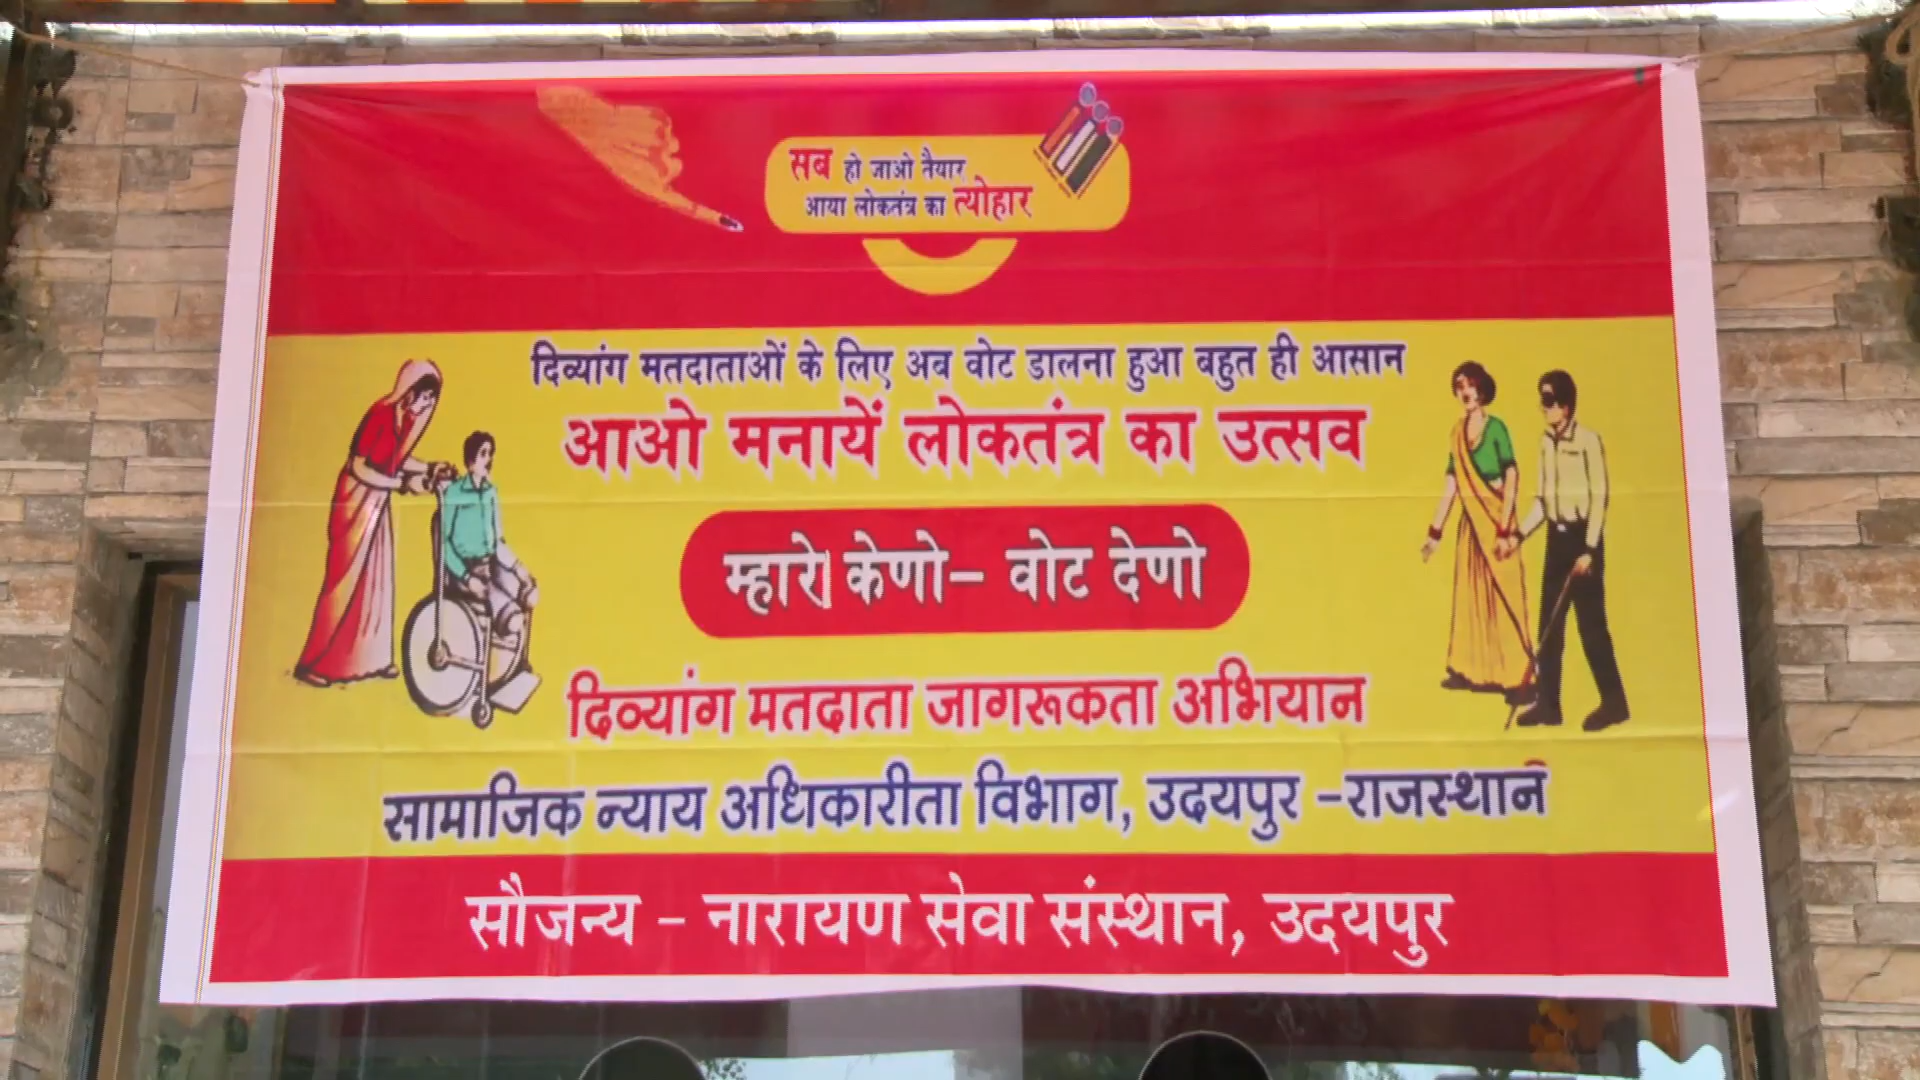 सब हो जाओ तैयार
आया लोकतंत्र का त्योहार
दिव्यांग मतदाताओं के लिए अब वोट डालना हुआ बहुत ही आसान
आओ मनायें लोकतंत्र का उत्सव
म्हारो केणो– वोट देणो
दिव्यांग मतदाता जागरूकता अभियान
सामाजिक न्याय अधिकारीता विभाग, उदयपुर -राजस्थान
सौजन्य - नारायण सेवा संस्थान, उदयपुर